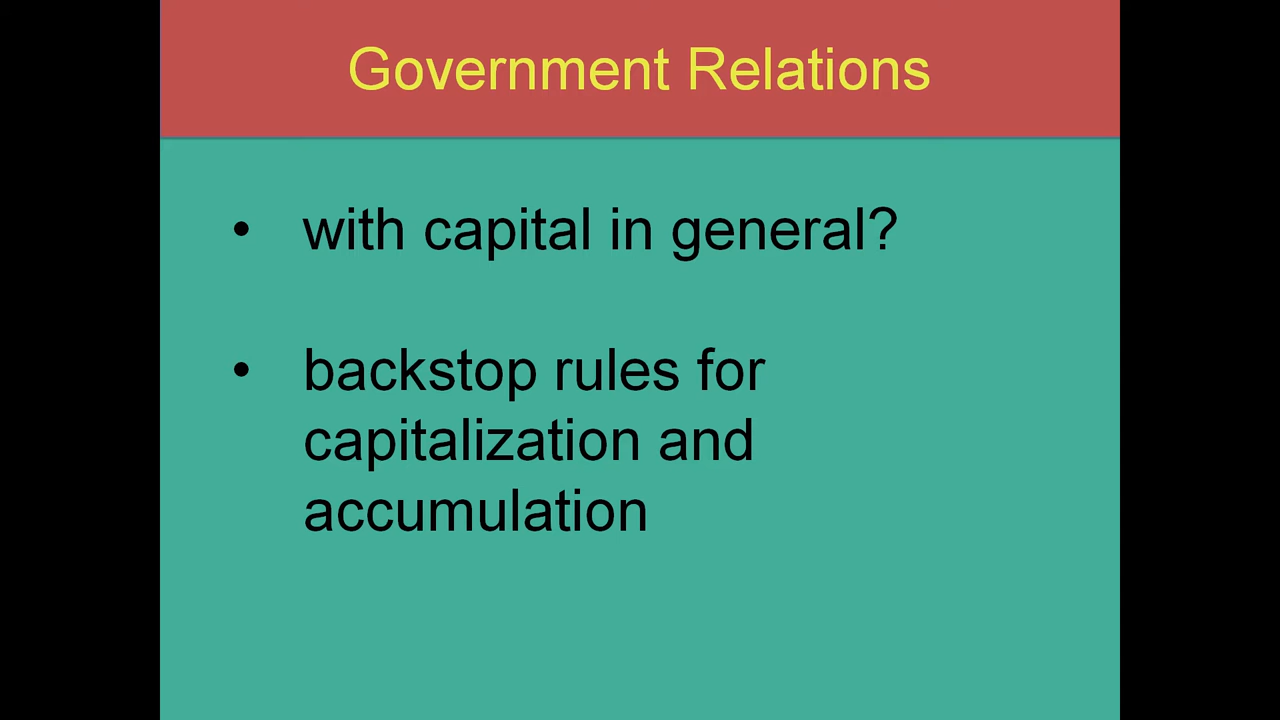 Government Relations
• with capital in general?
• backstop rules for
capitalization and
accumulation